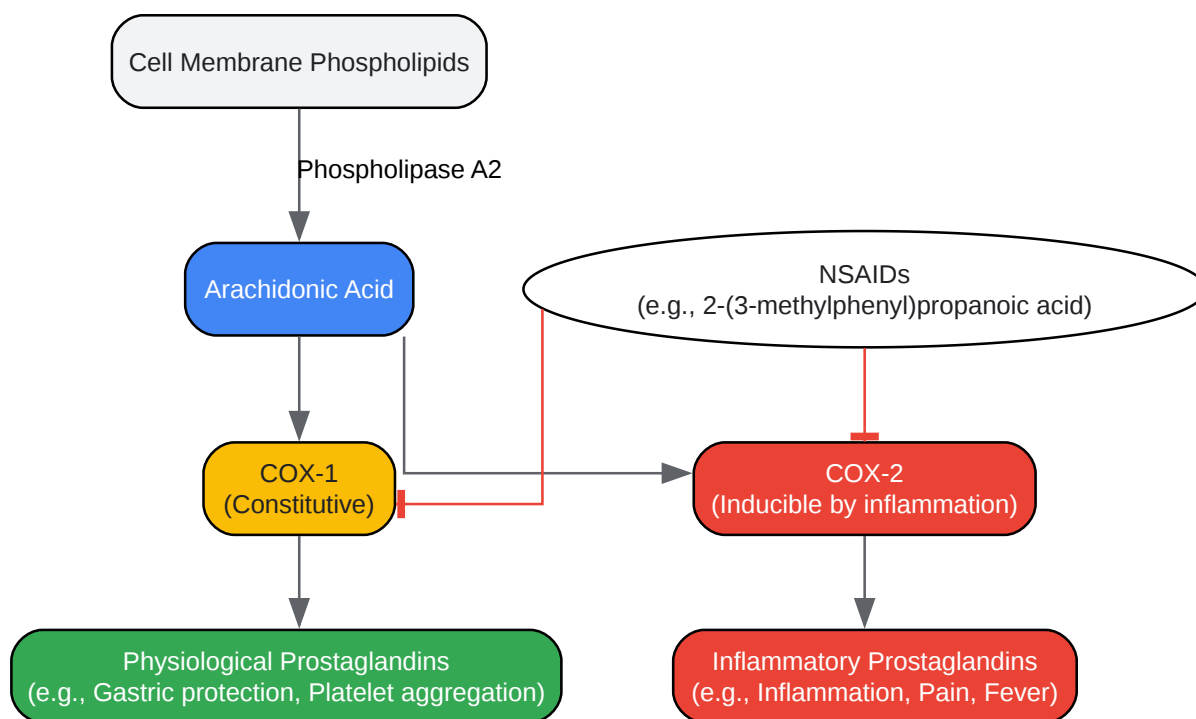 Cell Membrane Phospholipids
Phospholipase A2
Arachidonic Acid
NSAIDs
(e.g., 2-(3-methylphenyl)propanoic acid)
COX-1
(Constitutive)
COX-2
(Inducible by inflammation)
Physiological Prostaglandins
(e.g., Gastric protection, Platelet aggregation)
Inflammatory Prostaglandins
(e.g., Inflammation, Pain, Fever)